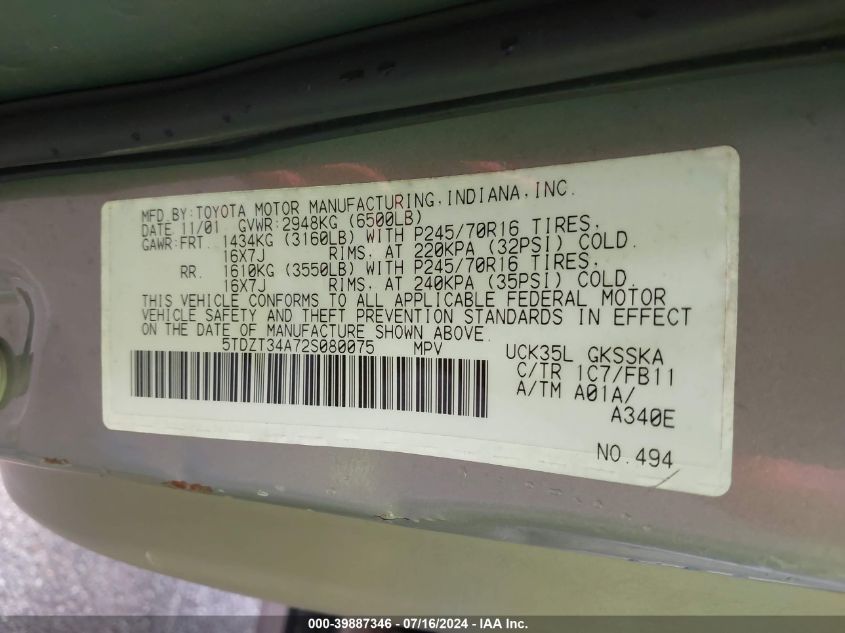 MFD.BY:TOYOTA MOTOR MANUFACTURING,INDIANA,INC.
DATE 11/01 GVWR:2948KG (6500LB)
GAWR:FRT. 1434KG (3160LB) WITH P245/70R16 TIRES,
16X7J RIMS, AT 220KPA (32PSI) COLD.
RR. 1610KG (3550LB) WITH P245/70R16 TIRES,
16X7J RIMS, AT 240KPA (35PSI) COLD.
THIS VEHICLE CONFORMS TO ALL APPLICABLE FEDERAL MOTOR
VEHICLE SAFETY AND THEFT PREVENTION STANDARDS IN EFFECT
ON THE DATE OF MANUFACTURE SHOWN ABOVE.
5TDZT34A72S080075 MPV
UCK35L GKSSKA
C/TR 1C7/FB11
A/TM A01A/
A340E
NO.494
000-39887346 - 07/16/2024 - IAA Inc.